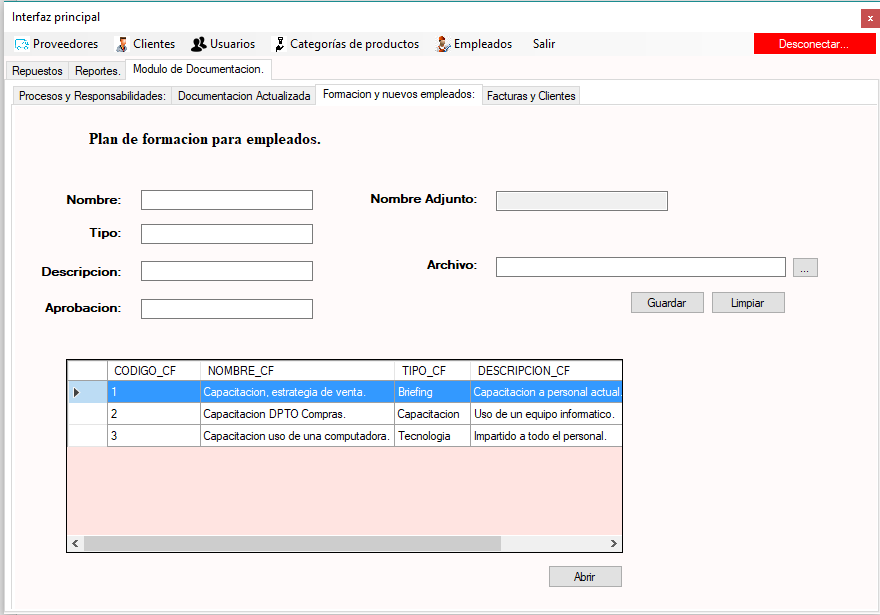 Interfaz principal
x
Proveedores Clientes Usuarios Categorías de productos Empleados Salir Desconectar...
Repuestos Reportes. Modulo de Documentacion.
Procesos y Responsabilidades: Documentacion Actualizada Formacion y nuevos empleados: Facturas y Clientes
Plan de formacion para empleados.
Nombre: Nombre Adjunto:
Tipo:
Descripcion: Archivo: ...
Aprobacion: Guardar Limpiar
CODIGO_CF NOMBRE_CF TIPO_CF DESCRIPCION_CF
1 Capacitacion, estrategia de venta. Briefing Capacitacion a personal actual.
2 Capacitacion DPTO Compras. Capacitacion Uso de un equipo informatico.
3 Capacitacion uso de una computadora. Tecnologia Impartido a todo el personal.
Abrir